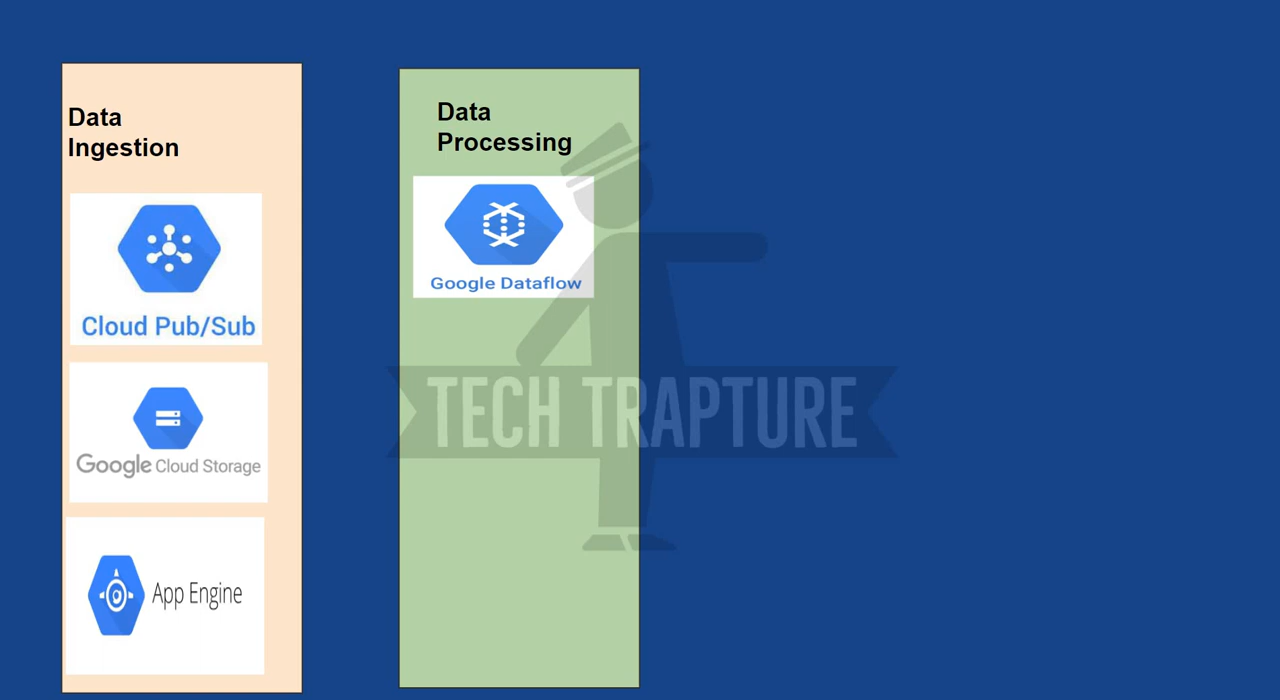 Data
Ingestion
Cloud Pub/Sub
Google Cloud Storage
App Engine
Data
Processing
Google Dataflow
TECH TRAPTURE